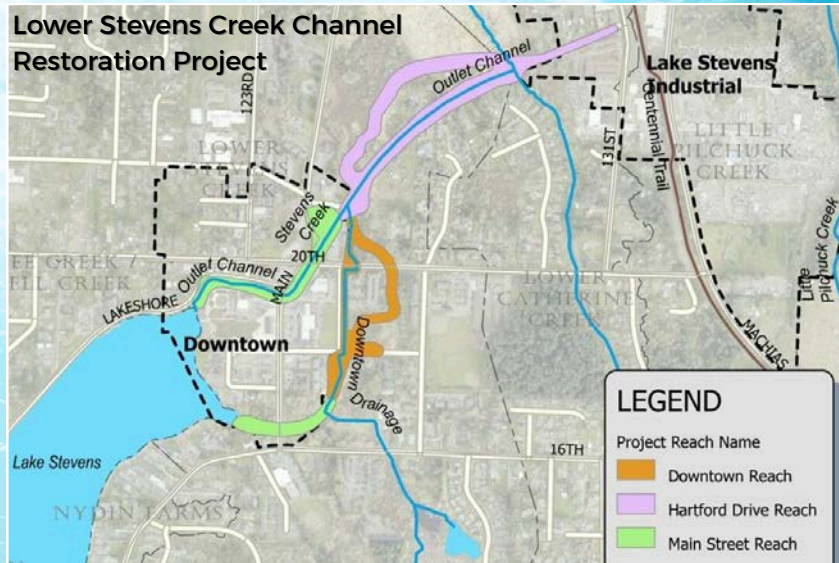 Lower Stevens Creek Channel
Restoration Project
123RD
Outlet Channel
Lake Stevens
Industrial
Centennial Trail
131ST
LOWER
STEVENS
CREEK
LITTLE
PILCHUCK
CREEK
Stevens
Creek
20TH
MAIN
Outlet Channel
LAKESHORE
LOWER
CATHERINE
CREEK
Little
Pilchuck Creek
MACHIAS
Downtown
Downtown
Drainage
16TH
Lake Stevens
NYDIN FARMS
LEGEND
Project Reach Name
Downtown Reach
Hartford Drive Reach
Main Street Reach